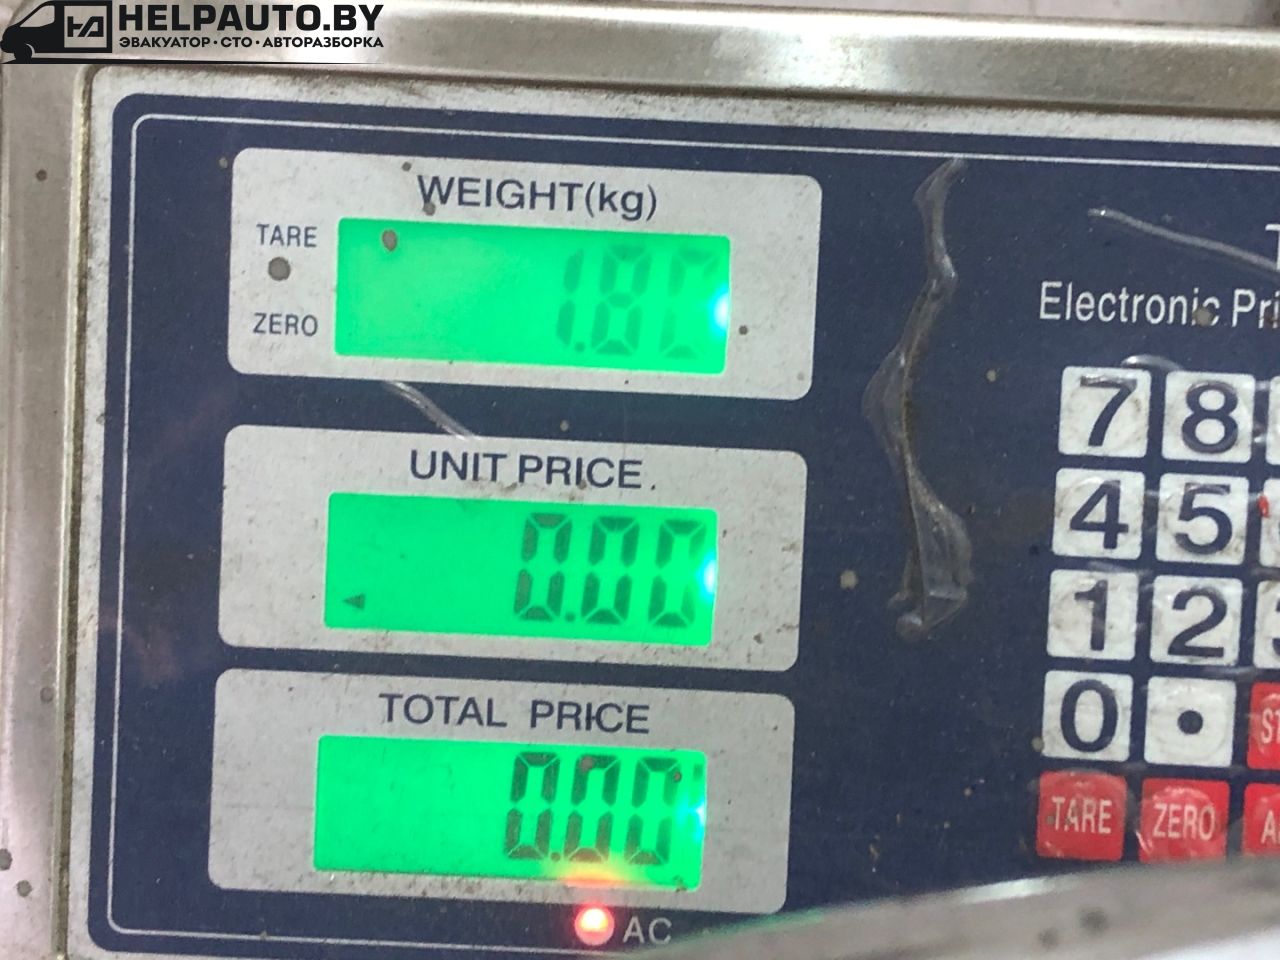 HELPAUTO.BY
ЭВАКУАТОР·СТО·АВТОРАЗБОРКА
WEIGHT(kg)
TARE
1.80
ZERO
Electronic
7 8
UNIT PRICE
4 5
0.00
1 2
TOTAL PRICE
0 .
0.00
TARE ZERO
AC